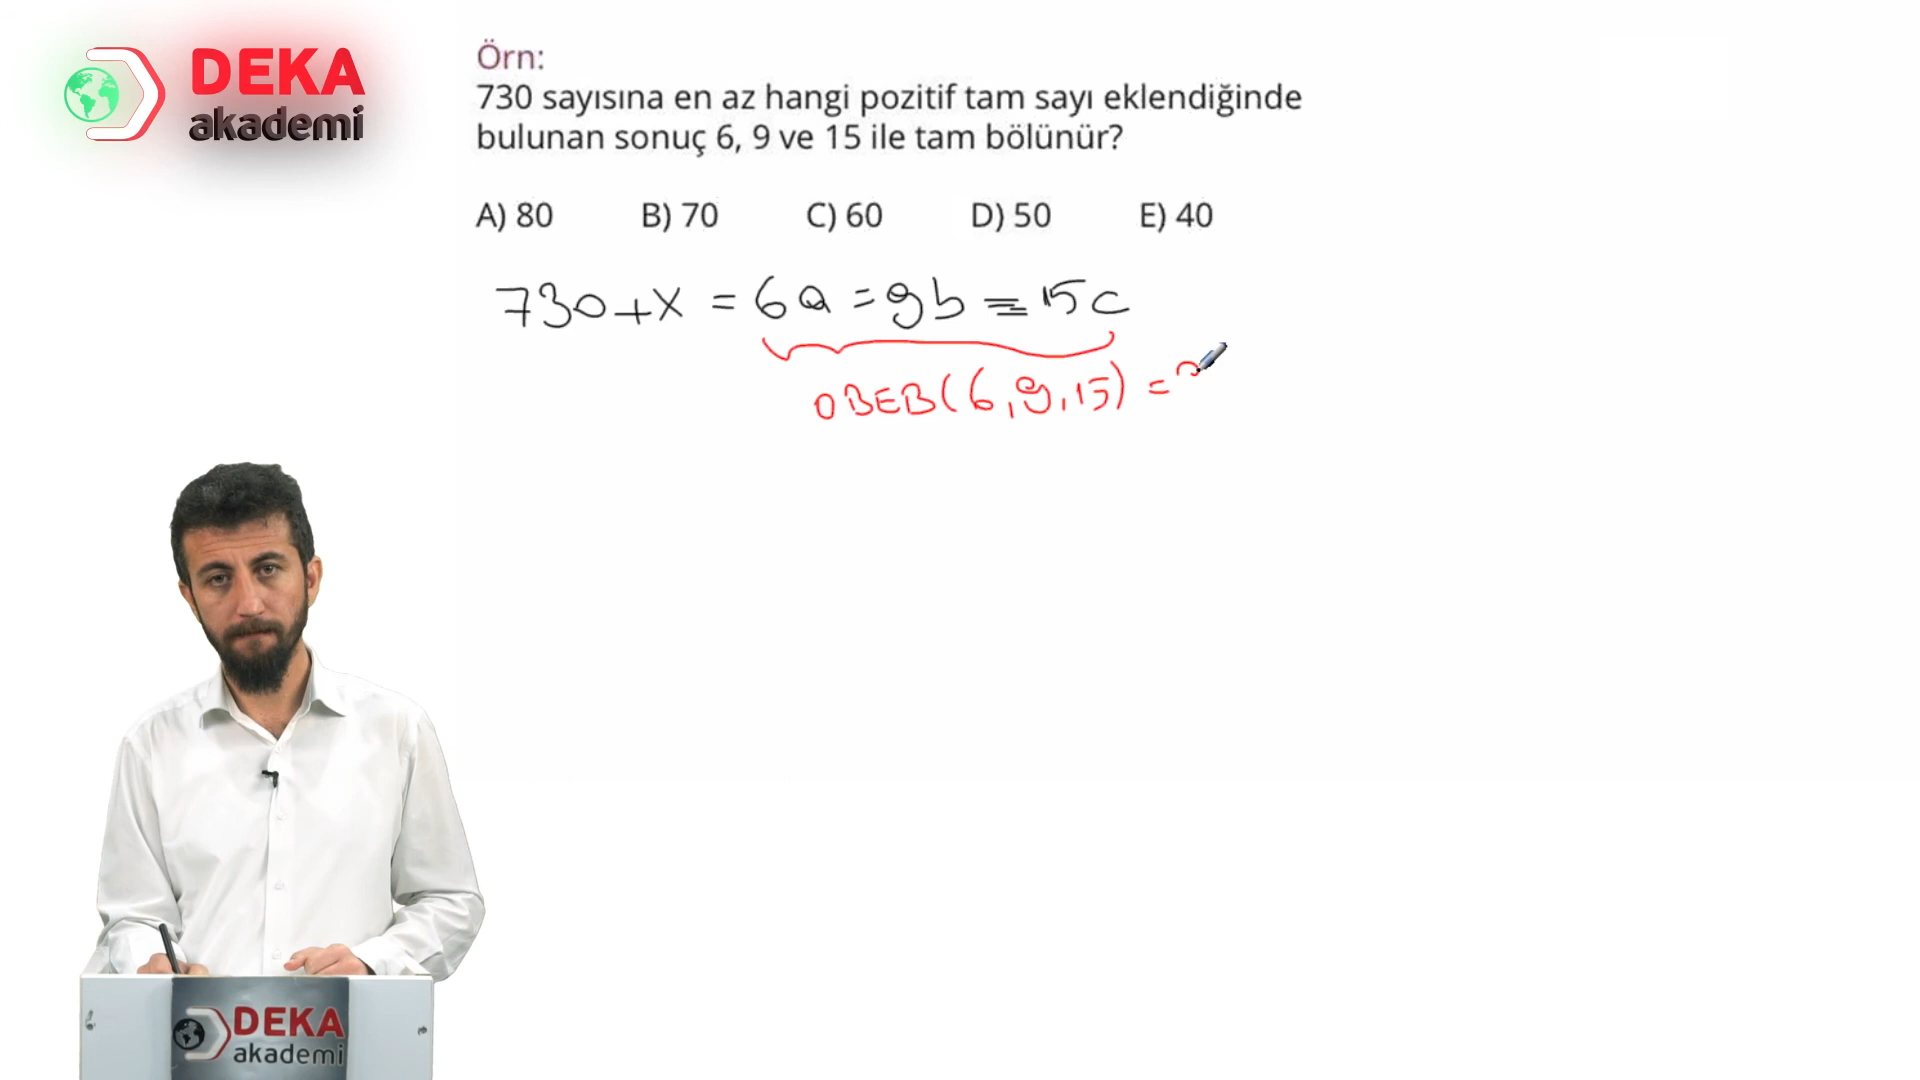 DEKA
akademi
Örn:
730 sayısına en az hangi pozitif tam sayı eklendiğinde
bulunan sonuç 6, 9 ve 15 ile tam bölünür?
A) 80 B) 70 C) 60 D) 50 E) 40
730+x = 6a = 9b = 15c
OBEB(6,9,15) = ?
DEKA
akademi